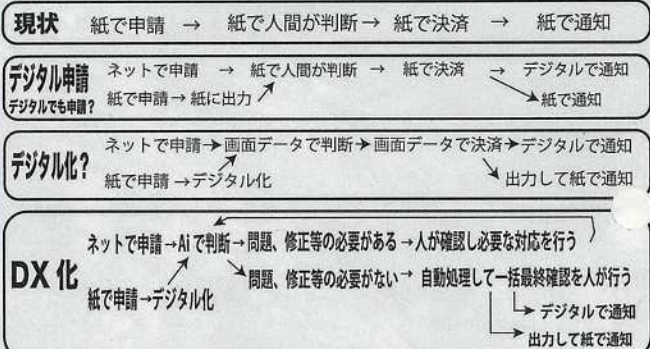 現状 紙で申請 → 紙で人間が判断 → 紙で決済 → 紙で通知
デジタル申請 ネットで申請 → 紙で人間が判断 → 紙で決済 → デジタルで通知
デジタルでも申請? 紙で申請 → 紙に出力 ↗ ↘ 紙で通知
デジタル化? ネットで申請 → 画面データで判断 → 画面データで決済 → デジタルで通知
紙で申請 → デジタル化 ↗ ↘ 出力して紙で通知
DX化 ネットで申請 → Aiで判断 → 問題、修正等の必要がある → 人が確認し必要な対応を行う
↘ 問題、修正等の必要がない → 自動処理して一括最終確認を人が行う
紙で申請 → デジタル化 ↗
→ デジタルで通知
→ 出力して紙で通知